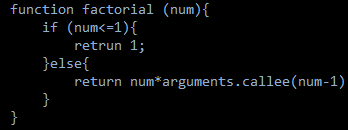 function factorial (num){
    if (num<=1){
        retrun 1;
    }else{
        return num*arguments.callee(num-1)
    }
}